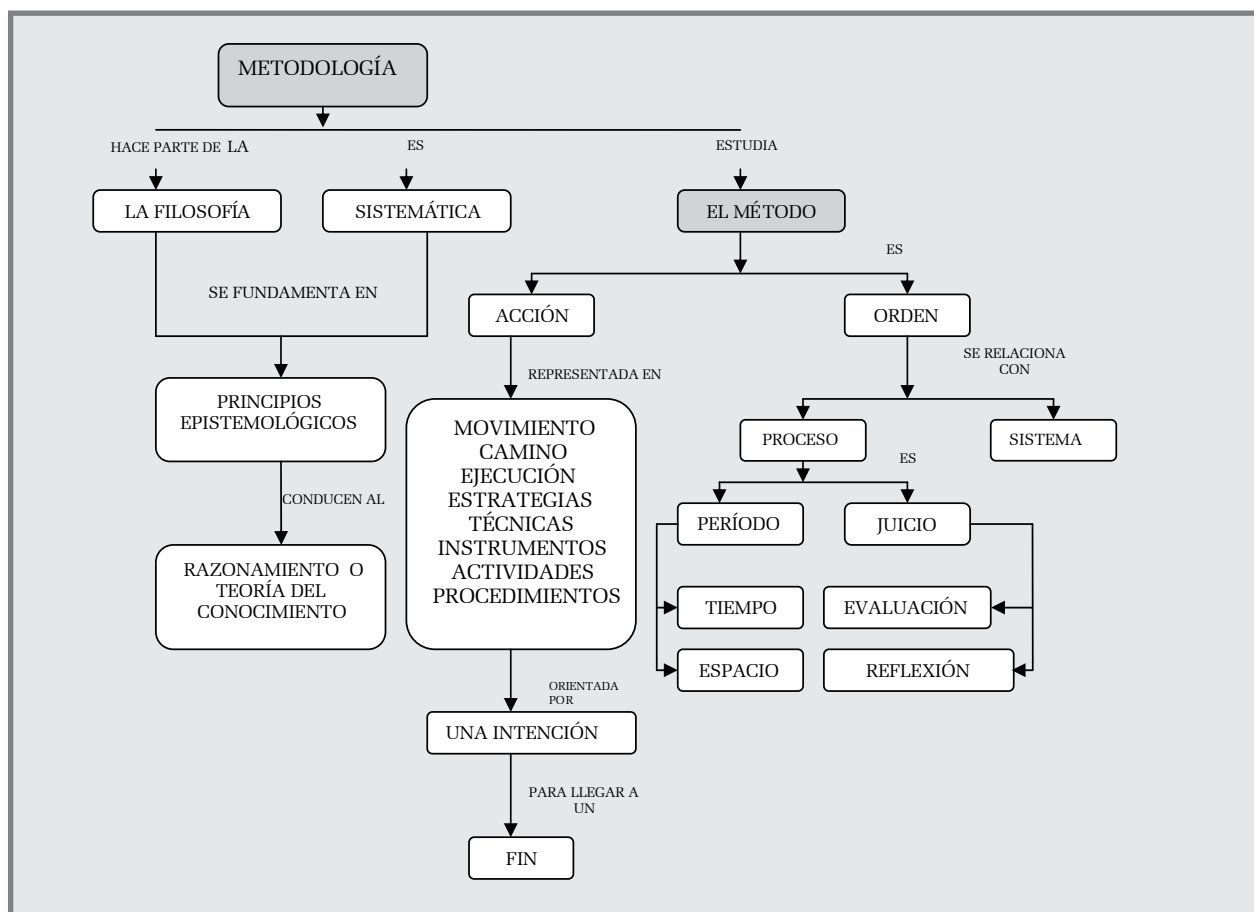 METODOLOGÍA
HACE PARTE DE LA
ES
ESTUDIA
LA FILOSOFÍA
SISTEMÁTICA
EL MÉTODO
ES
SE FUNDAMENTA EN
ACCIÓN
ORDEN
REPRESENTADA EN
SE RELACIONA
CON
PRINCIPIOS
EPISTEMOLÓGICOS
MOVIMIENTO
CAMINO
EJECUCIÓN
ESTRATEGIAS
TÉCNICAS
INSTRUMENTOS
ACTIVIDADES
PROCEDIMIENTOS
PROCESO
SISTEMA
ES
CONDUCEN AL
PERÍODO
JUICIO
RAZONAMIENTO O
TEORÍA DEL
CONOCIMIENTO
TIEMPO
EVALUACIÓN
ESPACIO
REFLEXIÓN
ORIENTADA
POR
UNA INTENCIÓN
PARA LLEGAR A
UN
FIN